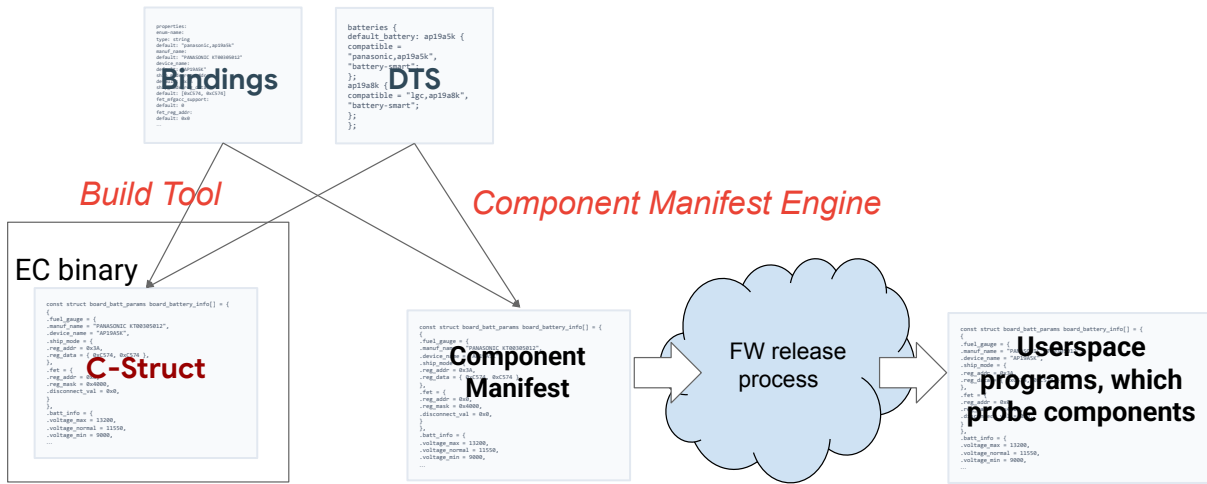 properties:
enum-name:
type: string
default: "panasonic,ap19a5k"
manuf_name:
default: "PANASONIC KT00305012"
device_name:
Bindings
default: [0xC574, 0xC574]
fet_mfgacc_support:
default: 0
fet_reg_addr:
default: 0x0
...
batteries {
default_battery: ap19a5k {
compatible =
"panasonic,ap19a5k",
"battery-smart";
};
DTS
ap19a8k {
compatible = "lgc,ap19a8k",
"battery-smart";
};
};
Build Tool
Component Manifest Engine
EC binary
const struct board_batt_params board_battery_info[] = {
{
.fuel_gauge = {
.manuf_name = "PANASONIC KT00305012",
.device_name = "AP19A5K",
.ship_mode = {
.reg_addr = 0x3A,
.reg_data = { 0xC574, 0xC574 },
},
C-Struct
.fet = {
.reg_mask = 0x4000,
.disconnect_val = 0x0,
}
},
.batt_info = {
.voltage_max = 13200,
.voltage_normal = 11550,
.voltage_min = 9000,
...
const struct board_batt_params board_battery_info[] = {
{
.fuel_gauge = {
.manuf_name = "PANASONIC KT00305012",
Component
.ship_mode = {
.reg_addr = 0x3A,
.reg_data = { 0xC574, 0xC574 },
Manifest
.fet = {
.reg_addr = 0x0,
.reg_mask = 0x4000,
.disconnect_val = 0x0,
}
},
.batt_info = {
.voltage_max = 13200,
.voltage_normal = 11550,
.voltage_min = 9000,
...
FW release
process
const struct board_batt_params board_battery_info[] = {
{
.fuel_gauge = {
Userspace
programs, which
probe components
}
},
.batt_info = {
.voltage_max = 13200,
.voltage_normal = 11550,
.voltage_min = 9000,
...